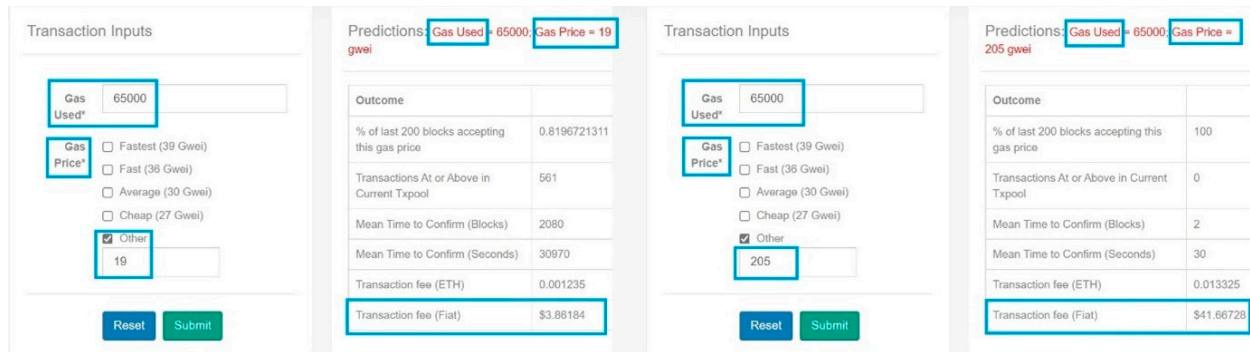 Transaction Inputs
Gas Used*
65000
Gas Price*
Fastest (39 Gwei)
Fast (36 Gwei)
Average (30 Gwei)
Cheap (27 Gwei)
Other
19
Reset Submit
Predictions: Gas Used = 65000; Gas Price = 19
gwei
Outcome
% of last 200 blocks accepting
this gas price
0.8196721311
Transactions At or Above in
Current Txpool
561
Mean Time to Confirm (Blocks) 2080
Mean Time to Confirm (Seconds) 30970
Transaction fee (ETH) 0.001235
Transaction fee (Fiat) $3.86184
Transaction Inputs
Gas Used*
65000
Gas Price*
Fastest (39 Gwei)
Fast (36 Gwei)
Average (30 Gwei)
Cheap (27 Gwei)
Other
205
Reset Submit
Predictions: Gas Used = 65000; Gas Price =
205 gwei
Outcome
% of last 200 blocks accepting this
gas price
100
Transactions At or Above in Current
Txpool
0
Mean Time to Confirm (Blocks) 2
Mean Time to Confirm (Seconds) 30
Transaction fee (ETH) 0.013325
Transaction fee (Fiat) $41.66728